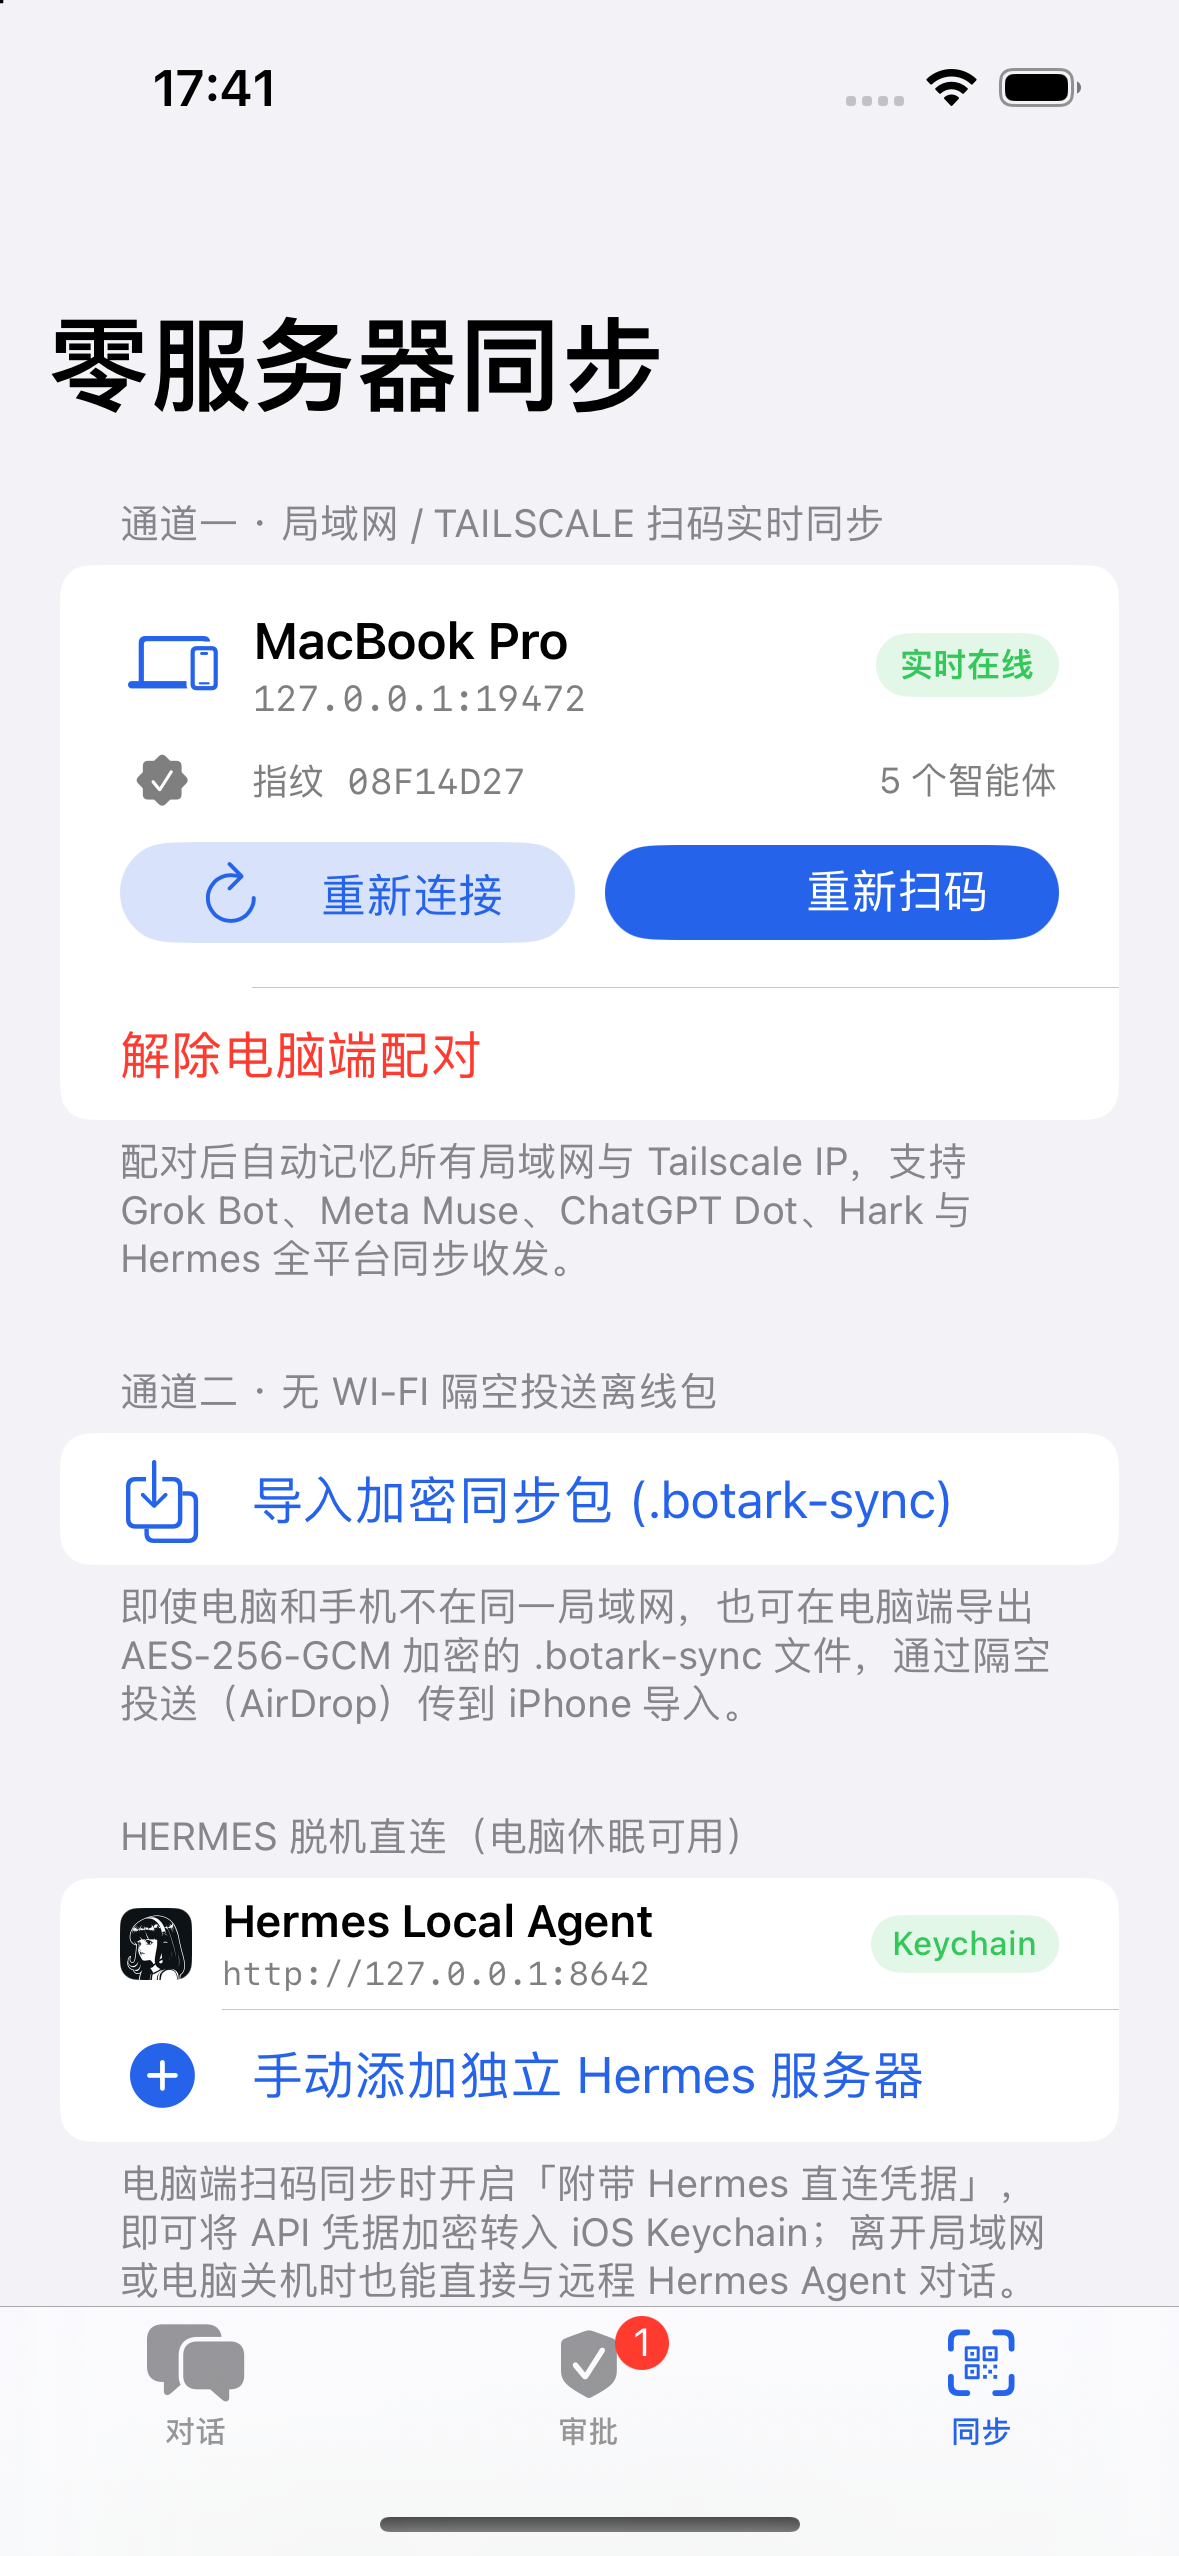 17:41
零服务器同步
通道一 · 局域网 / TAILSCALE 扫码实时同步
MacBook Pro
127.0.0.1:19472
实时在线
指纹 08F14D27
5 个智能体
重新连接
重新扫码
解除电脑端配对
配对后自动记忆所有局域网与 Tailscale IP，支持
Grok Bot、Meta Muse、ChatGPT Dot、Hark 与
Hermes 全平台同步收发。
通道二 · 无 WI-FI 隔空投送离线包
导入加密同步包 (.botark-sync)
即使电脑和手机不在同一局域网，也可在电脑端导出
AES-256-GCM 加密的 .botark-sync 文件，通过隔空
投送（AirDrop）传到 iPhone 导入。
HERMES 脱机直连（电脑休眠可用）
Hermes Local Agent
http://127.0.0.1:8642
Keychain
手动添加独立 Hermes 服务器
电脑端扫码同步时开启「附带 Hermes 直连凭据」，
即可将 API 凭据加密转入 iOS Keychain；离开局域网
或电脑关机时也能直接与远程 Hermes Agent 对话。
1
对话
审批
同步